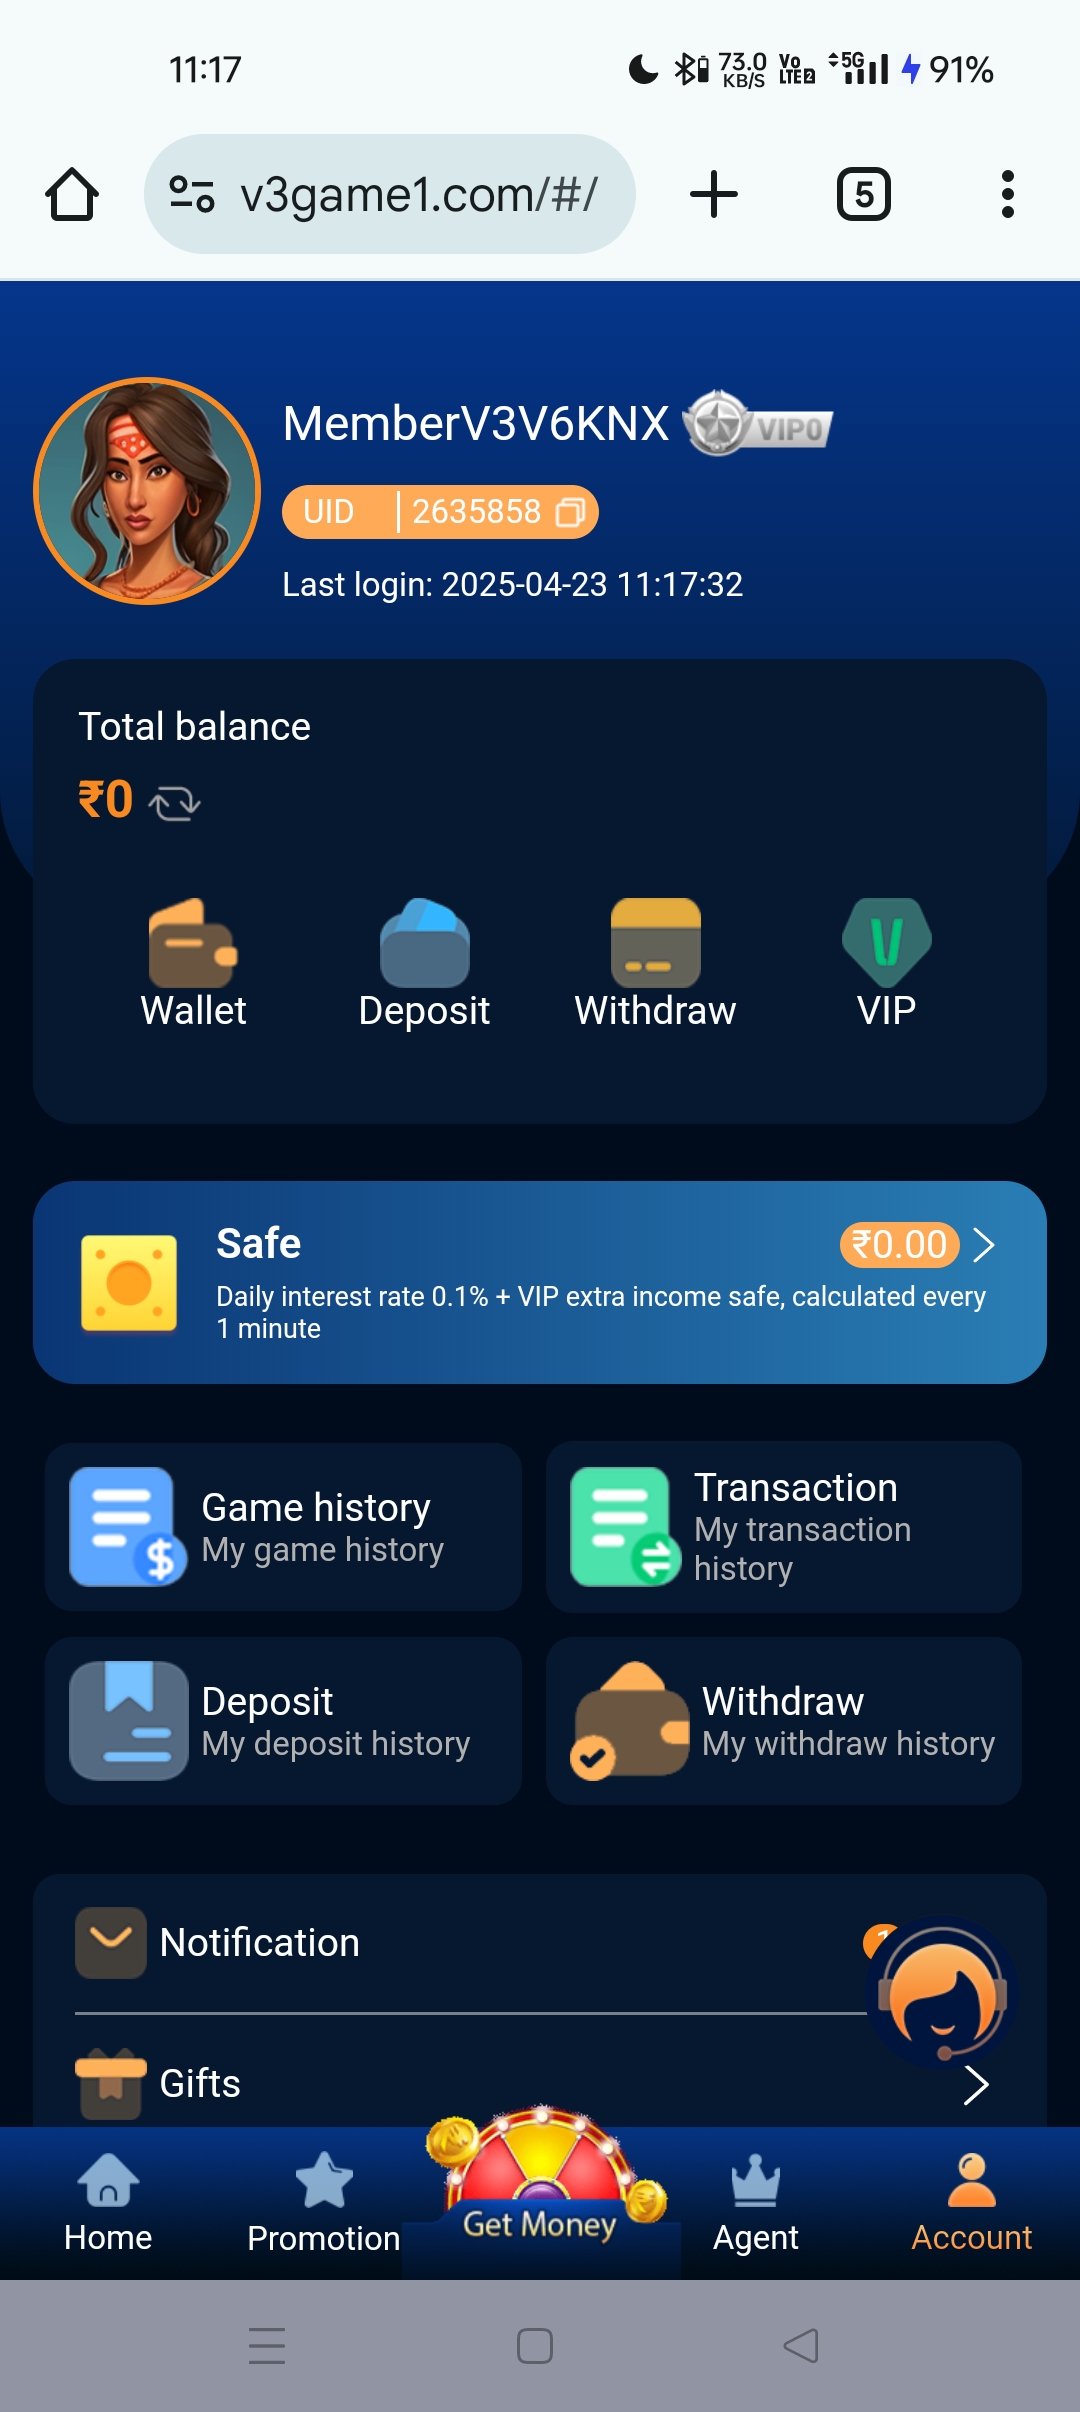 11:17
73.0
KB/S
Vo
LTE 2
5G
91%
v3game1.com/#/
5
MemberV3V6KNX
VIP0
UID 2635858
Last login: 2025-04-23 11:17:32
Total balance
₹0
Wallet Deposit Withdraw VIP
Safe
₹0.00
Daily interest rate 0.1% + VIP extra income safe, calculated every
1 minute
Game history
My game history
Transaction
My transaction
history
Deposit
My deposit history
Withdraw
My withdraw history
Notification
Gifts
Home Promotion Get Money Agent Account